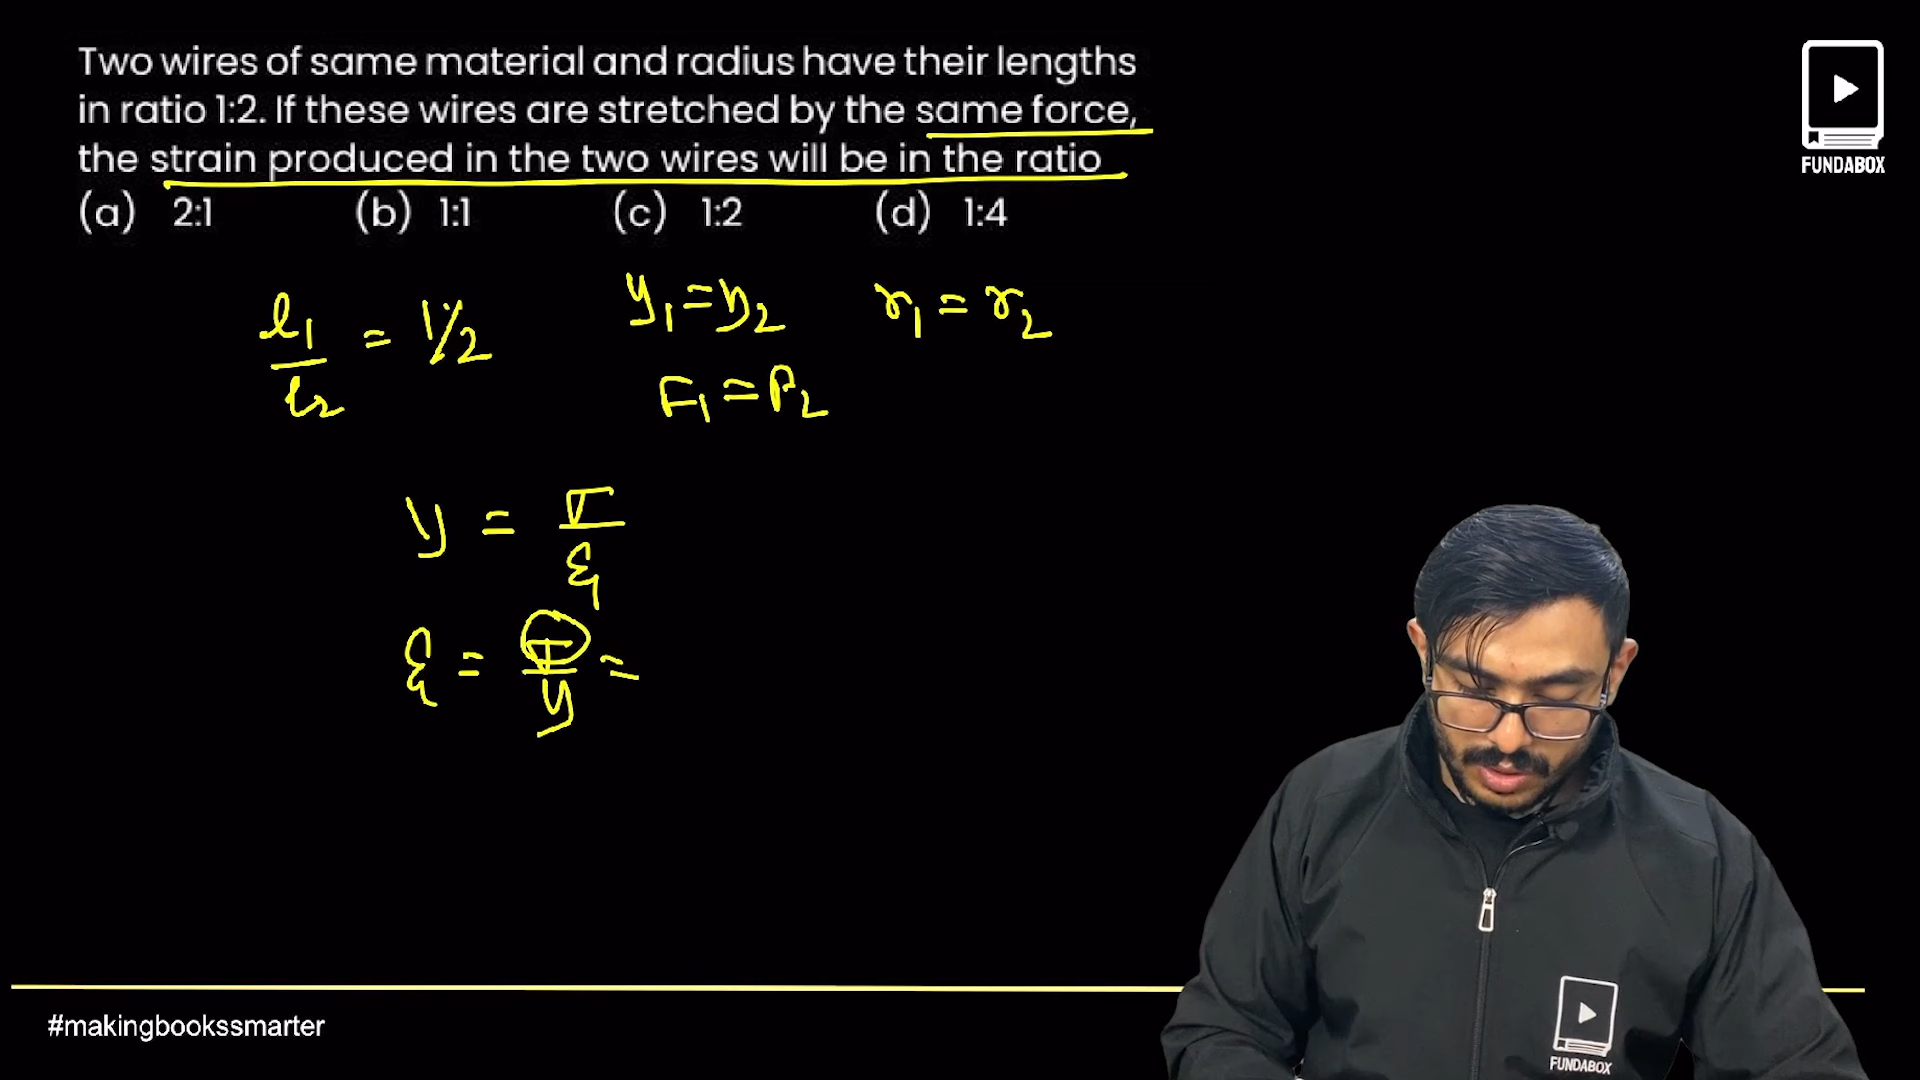 Two wires of same material and radius have their lengths
in ratio 1:2. If these wires are stretched by the same force,
the strain produced in the two wires will be in the ratio
(a) 2:1 (b) 1:1 (c) 1:2 (d) 1:4
l₁/l₂ = 1/2 y₁ = y₂ r₁ = r₂
F₁ = F₂
y = σ/ξ
ξ = σ/y =
FUNDABOX
#makingbookssmarter
FUNDABOX